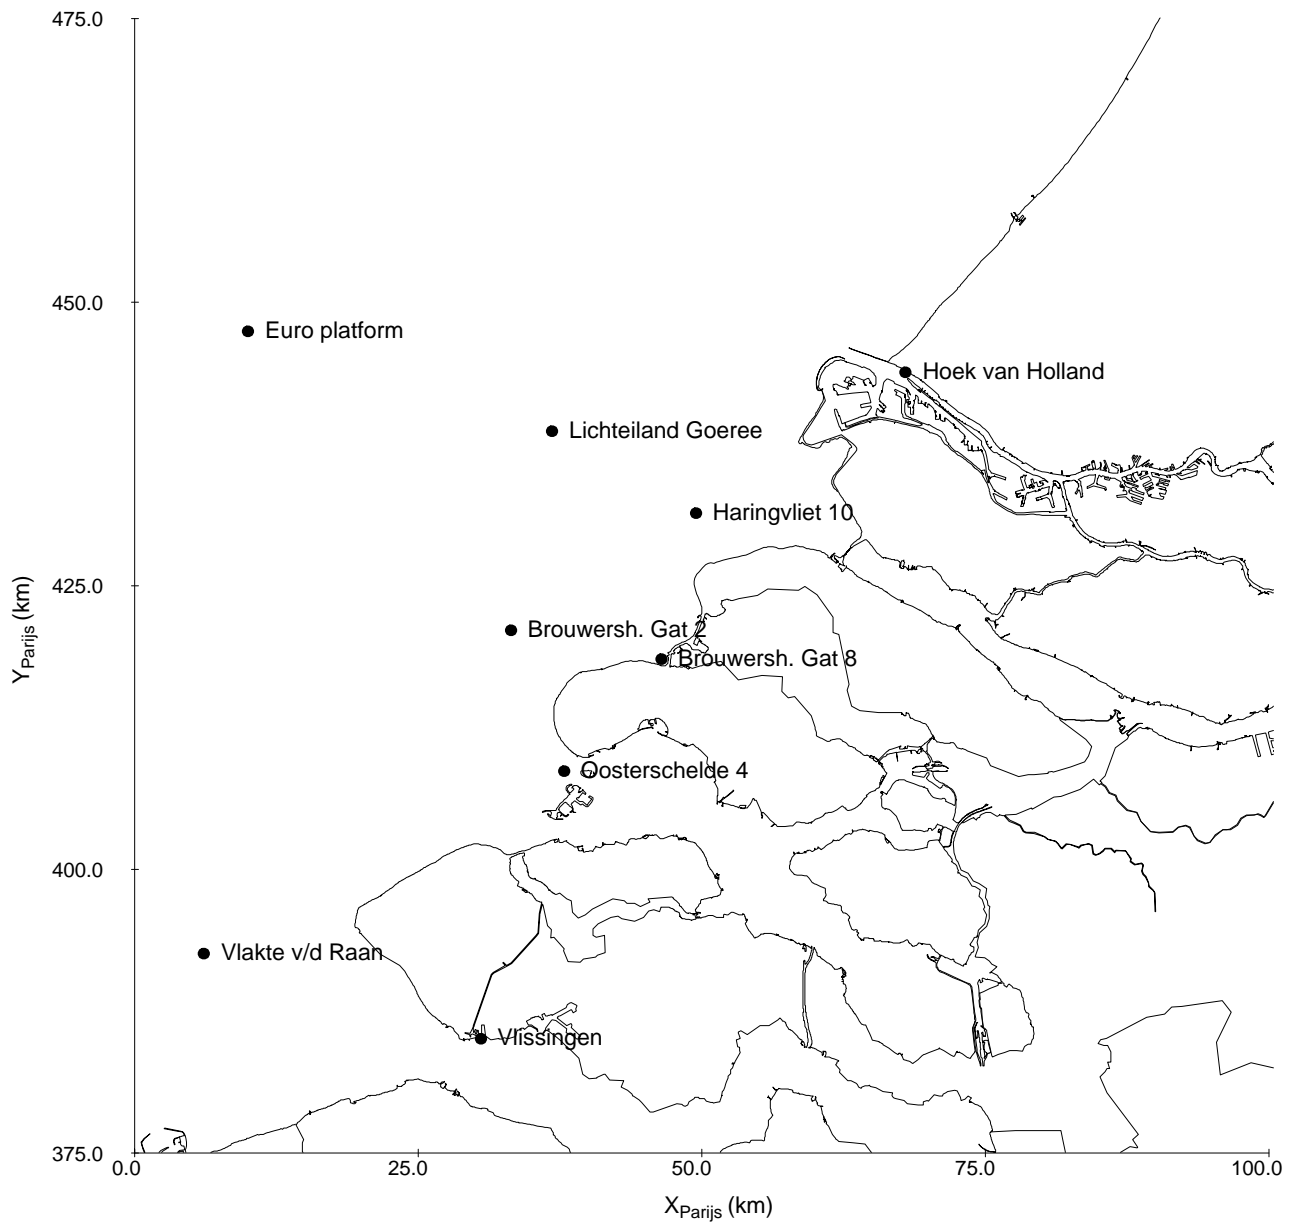 475.0
450.0
Euro platform
Hoek van Holland
Lichteiland Goeree
Haringvliet 10
425.0
Brouwersh. Gat 2
Brouwersh. Gat 8
Y Parijs (km)
Oosterschelde 4
400.0
Vlakte v/d Raan
Vlissingen
375.0
0.0 25.0 50.0 75.0 100.0
X Parijs (km)